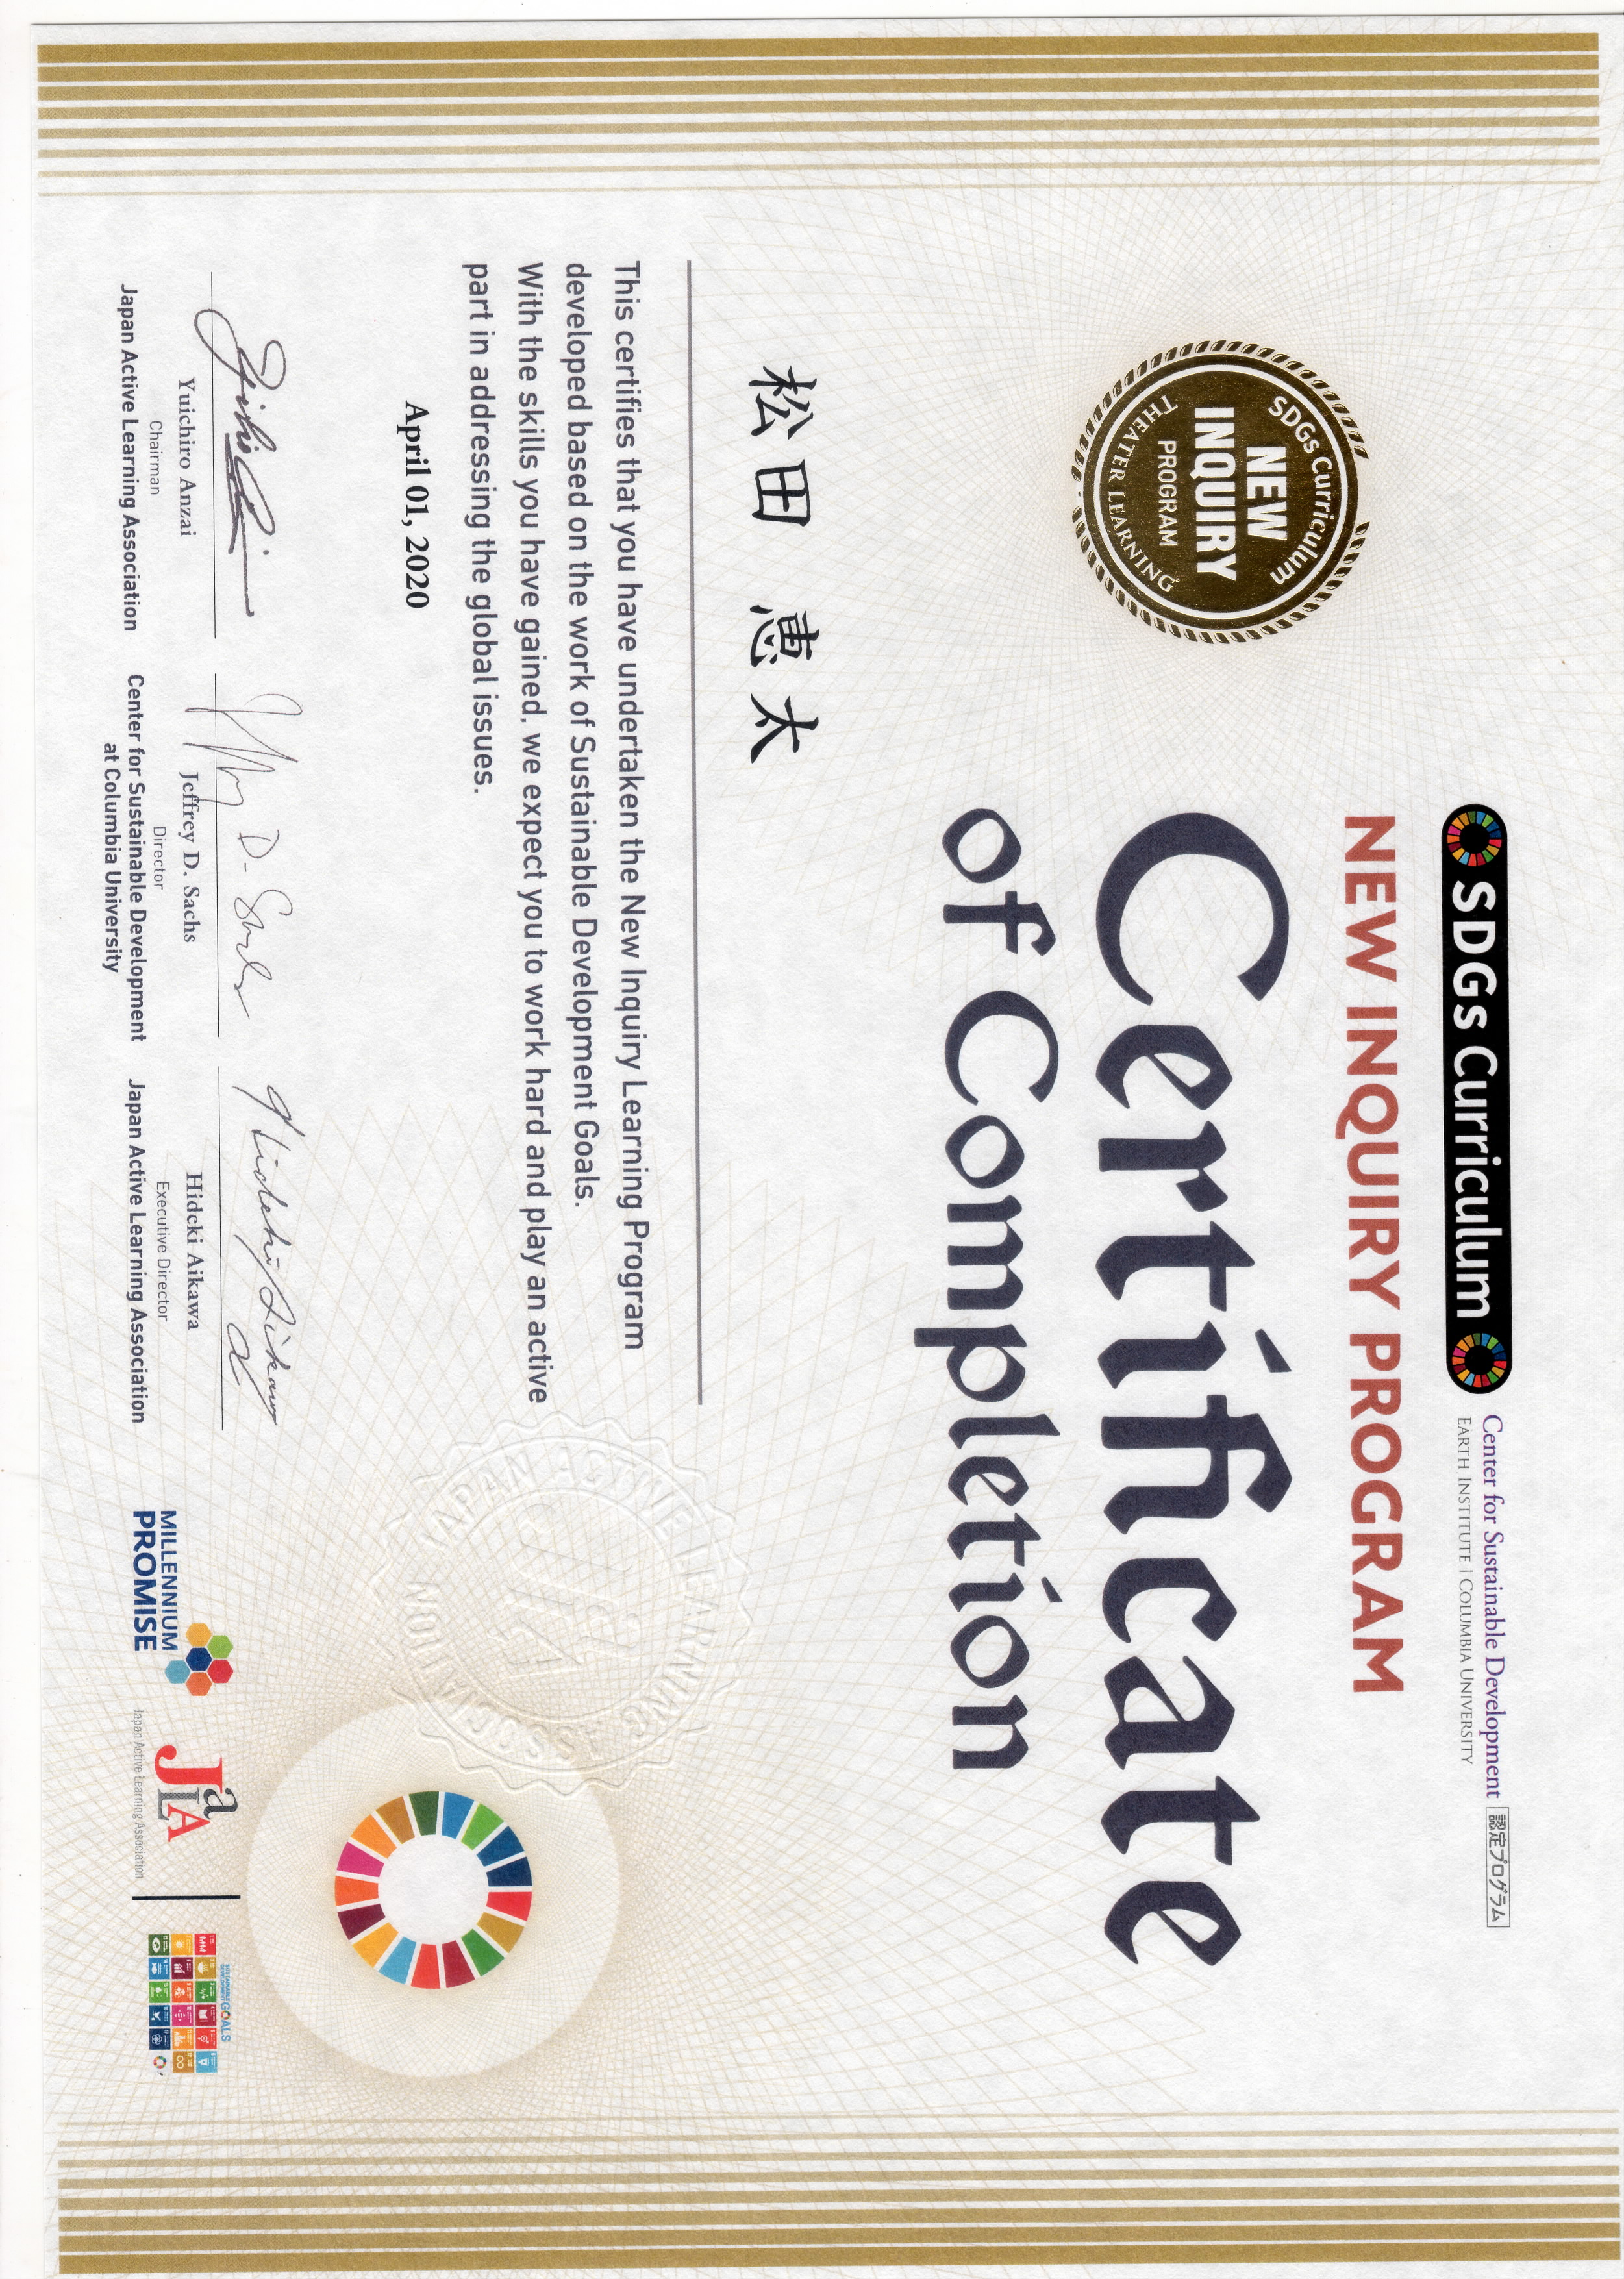 SDGs Curriculum
Center for Sustainable Development 認定プログラム
EARTH INSTITUTE | COLUMBIA UNIVERSITY
NEW INQUIRY PROGRAM
SDGs Curriculum
NEW
INQUIRY
PROGRAM
THEATER LEARNING
Certificate
of Completion
松田 恵太
This certifies that you have undertaken the New Inquiry Learning Program
developed based on the work of Sustainable Development Goals.
With the skills you have gained, we expect you to work hard and play an active
part in addressing the global issues.
JAPAN ACTIVE LEARNING ASSOCIATION
JaLA
April 01, 2020
Jeffrey D. Sachs
Hideki Aikawa
Yuichiro Anzai
Chairman
Japan Active Learning Association
Jeffrey D. Sachs
Director
Center for Sustainable Development
at Columbia University
Hideki Aikawa
Executive Director
Japan Active Learning Association
MILLENNIUM
PROMISE
JaLA
Japan Active Learning Association
SUSTAINABLE
DEVELOPMENT GOALS